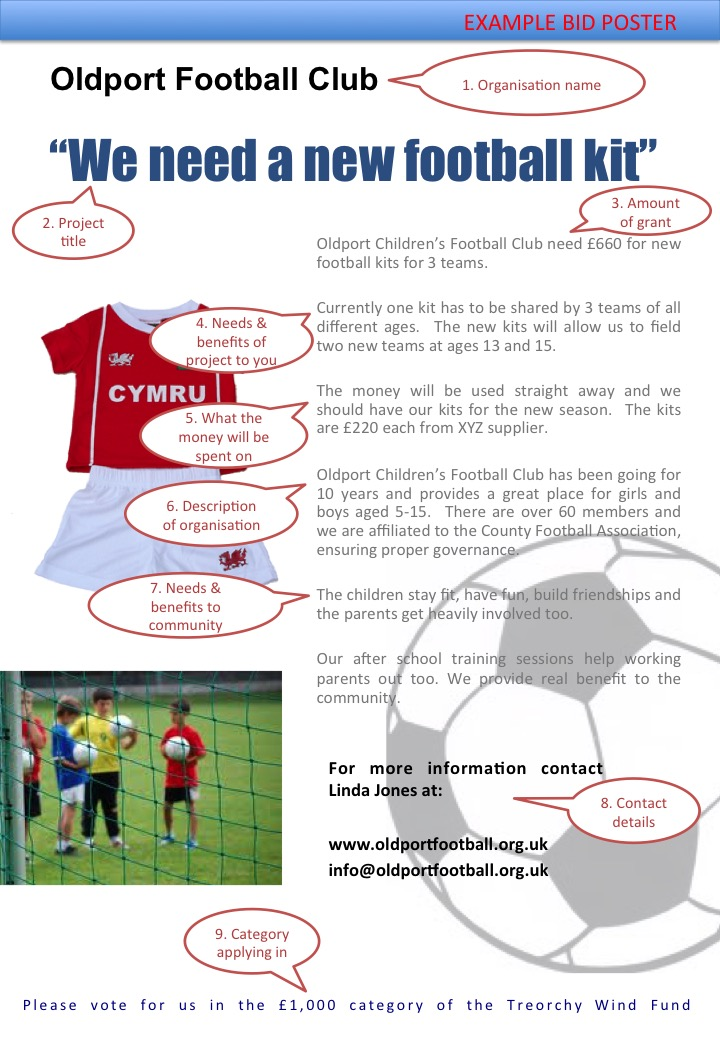 EXAMPLE BID POSTER
Oldport Football Club
1. Organisation name
“We need a new football kit”
2. Project
title
3. Amount
of grant
Oldport Children’s Football Club need £660 for new
football kits for 3 teams.
4. Needs &
benefits of
project to you
Currently one kit has to be shared by 3 teams of all
different ages. The new kits will allow us to field
two new teams at ages 13 and 15.
CYMRU
5. What the
money will be
spent on
The money will be used straight away and we
should have our kits for the new season. The kits
are £220 each from XYZ supplier.
6. Description
of organisation
Oldport Children’s Football Club has been going for
10 years and provides a great place for girls and
boys aged 5-15. There are over 60 members and
we are affiliated to the County Football Association,
ensuring proper governance.
7. Needs &
benefits to
community
The children stay fit, have fun, build friendships and
the parents get heavily involved too.
Our after school training sessions help working
parents out too. We provide real benefit to the
community.
For more information contact
Linda Jones at:
8. Contact
details
www.oldportfootball.org.uk
info@oldportfootball.org.uk
9. Category
applying in
Please vote for us in the £1,000 category of the Treorchy Wind Fund